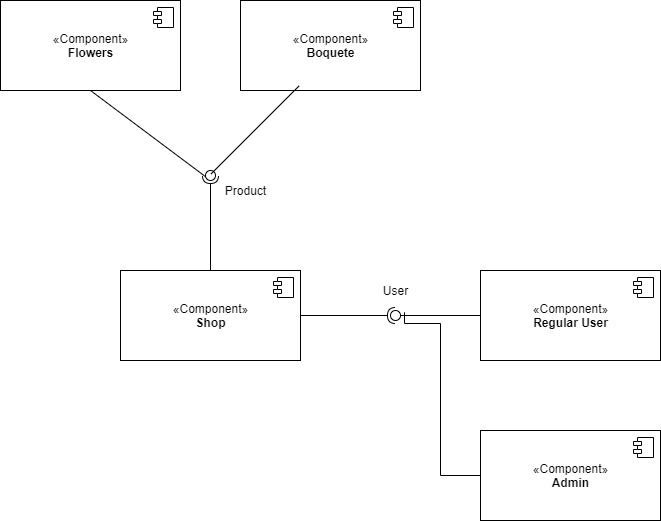 «Component»
Flowers
«Component»
Boquete
Product
«Component»
Shop
User
«Component»
Regular User
«Component»
Admin